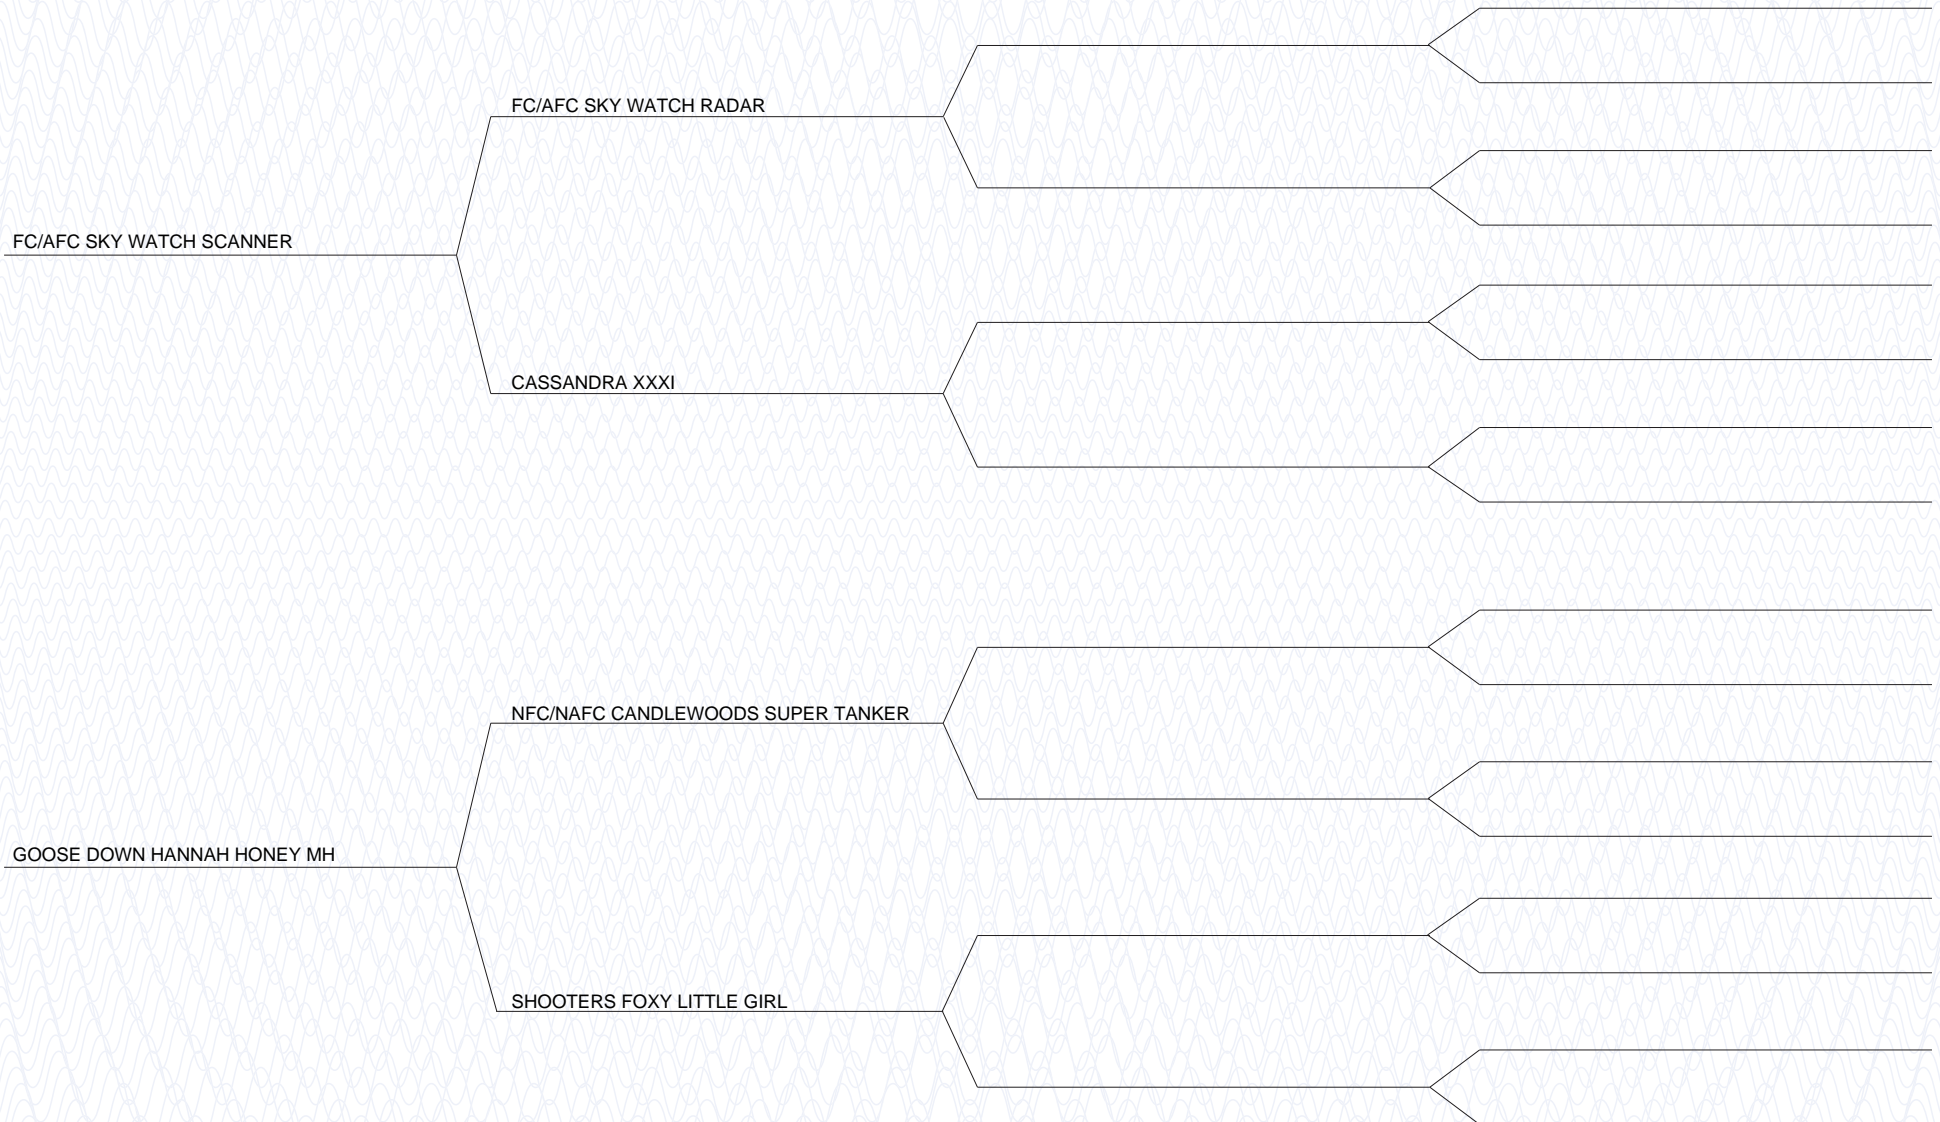 FC/AFC SKY WATCH RADAR
FC/AFC SKY WATCH SCANNER
CASSANDRA XXXI
NFC/NAFC CANDLEWOODS SUPER TANKER
GOOSE DOWN HANNAH HONEY MH
SHOOTERS FOXY LITTLE GIRL